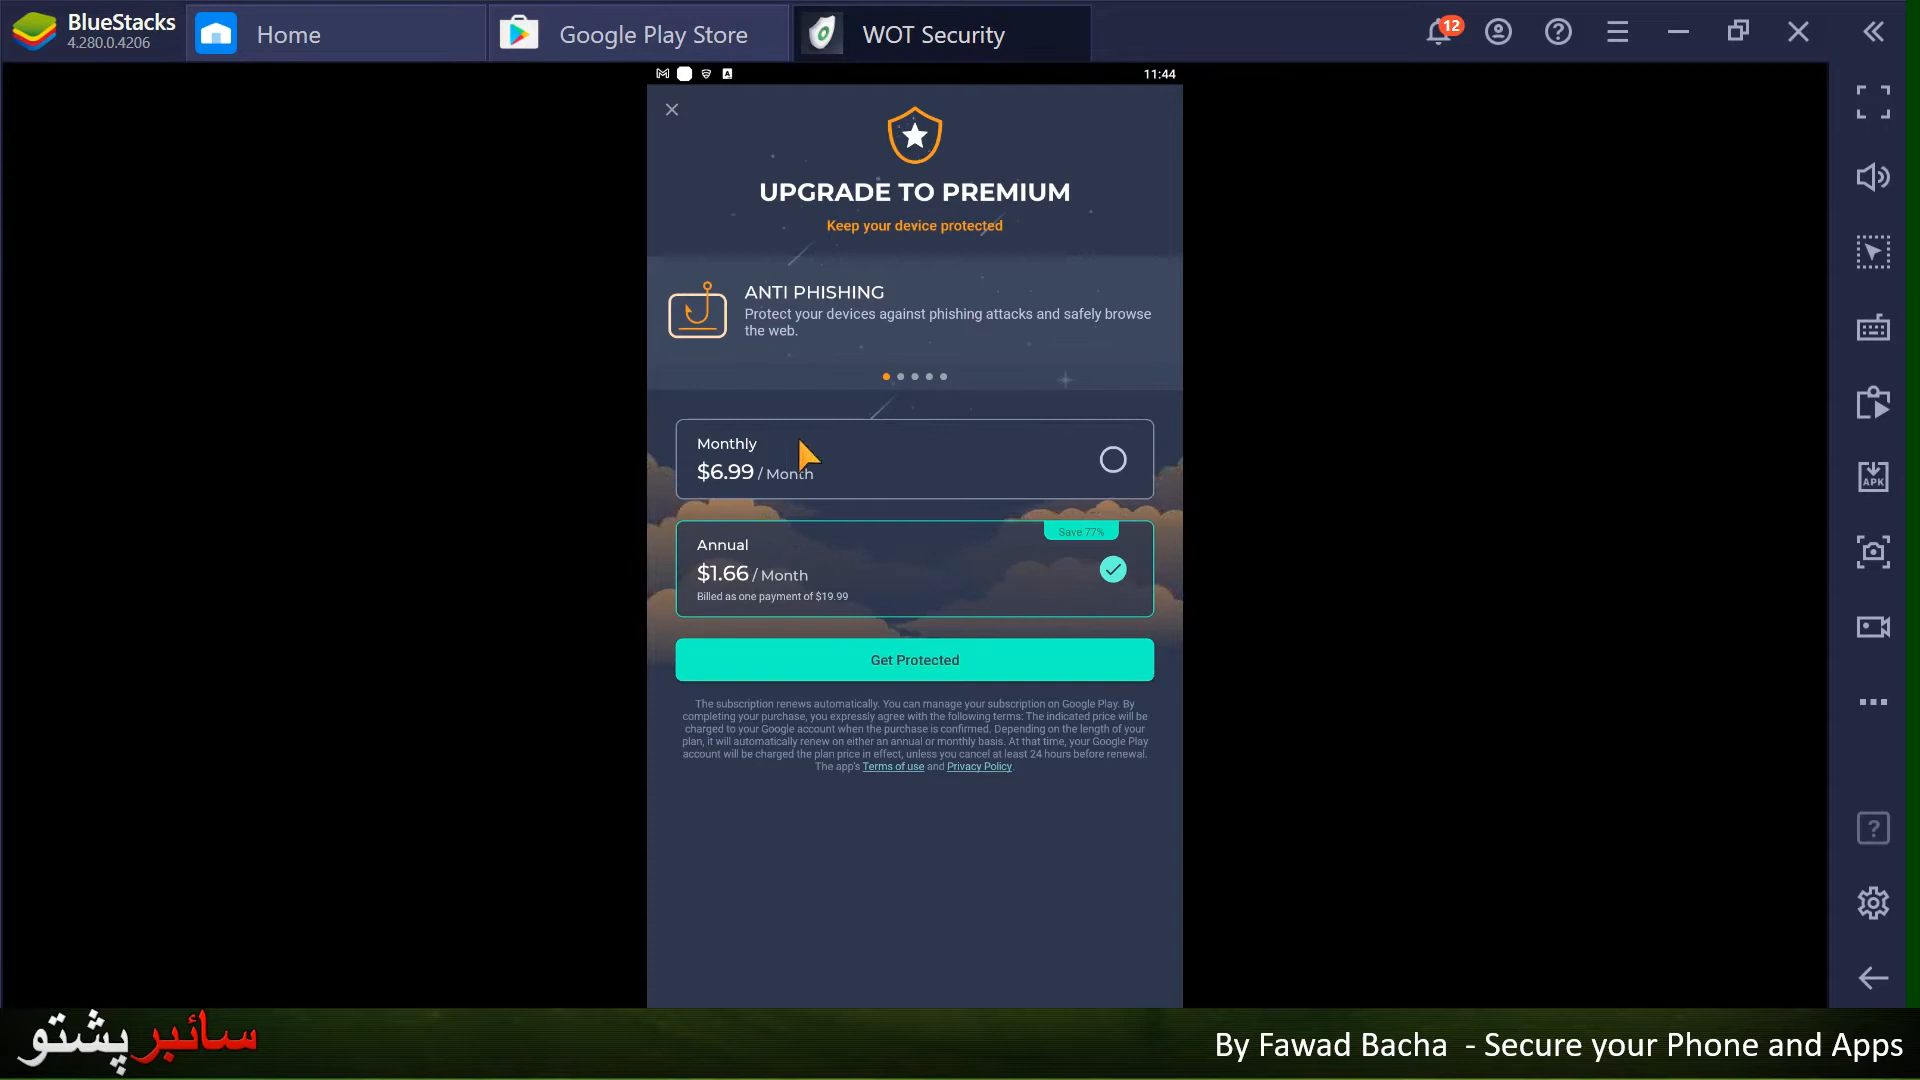 BlueStacks
4.280.0.4206
Home
Google Play Store
WOT Security
12
11:44
UPGRADE TO PREMIUM
Keep your device protected
ANTI PHISHING
Protect your devices against phishing attacks and safely browse
the web.
Monthly
$6.99 / Month
Save 77%
Annual
$1.66 / Month
Billed as one payment of $19.99
Get Protected
The subscription renews automatically. You can manage your subscription on Google Play. By
completing your purchase, you expressly agree with the following terms: The indicated price will be
charged to your Google account when the purchase is confirmed. Depending on the length of your
plan, it will automatically renew on either an annual or monthly basis. At that time, your Google Play
account will be charged the plan price in effect, unless you cancel at least 24 hours before renewal.
The app's Terms of use and Privacy Policy.
APK
سائبر پشتو
By Fawad Bacha - Secure your Phone and Apps